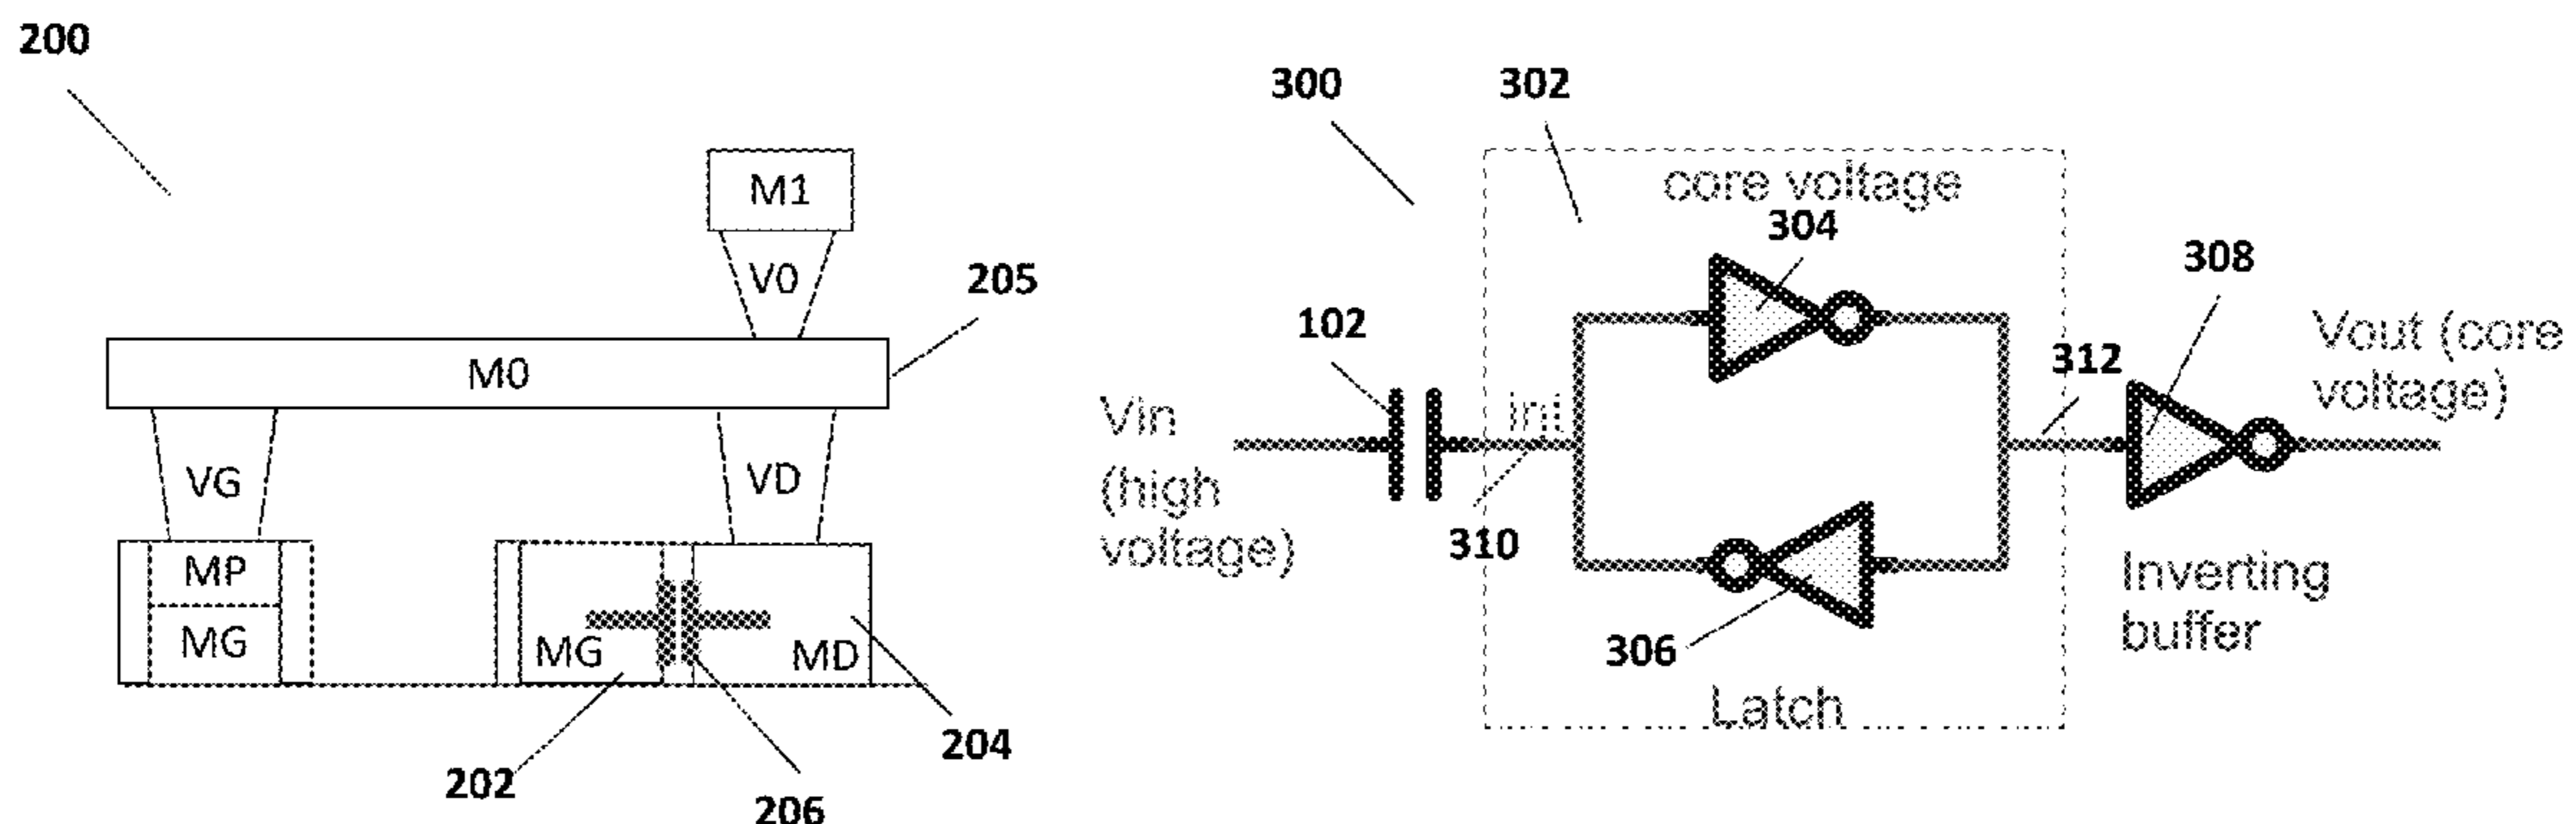 200
M1
V0
205
M0
VG
VD
MP
MG
MG
MD
202
206
204
300
302
core voltage
304
308
102
312
Vout (core
voltage)
Vin
(high
voltage)
int
310
306
Inverting
buffer
Latch